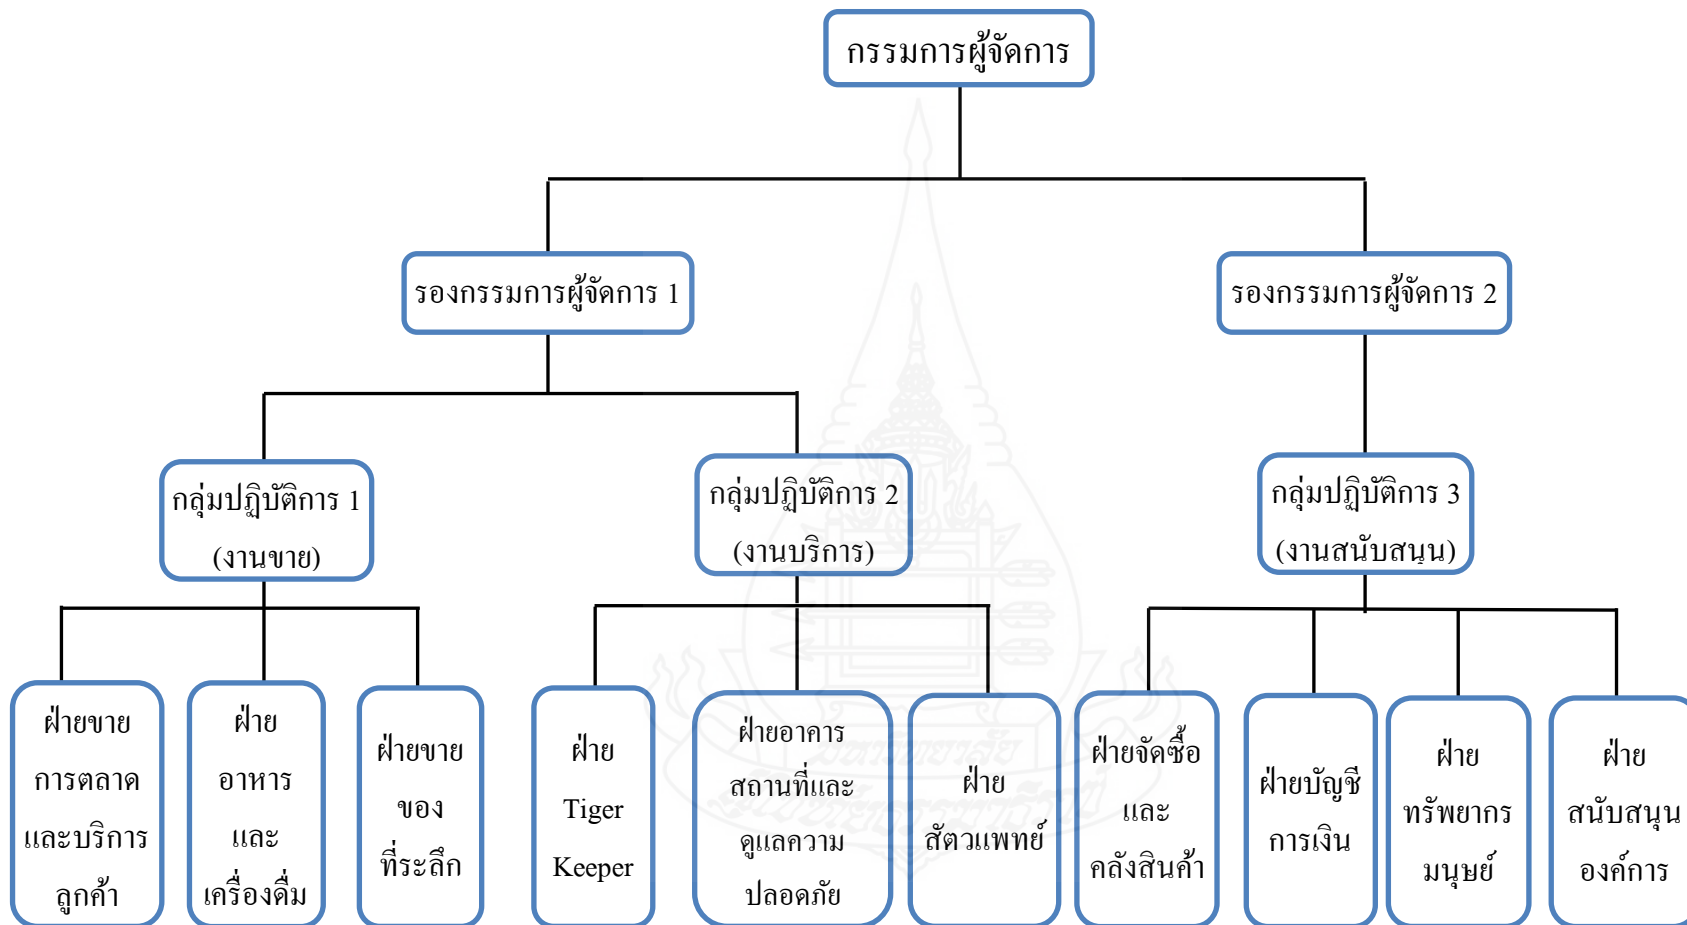 กรรมการผู้จัดการ
รองกรรมการผู้จัดการ 1
รองกรรมการผู้จัดการ 2
กลุ่มปฏิบัติการ 1
(งานขาย)
กลุ่มปฏิบัติการ 2
(งานบริการ)
กลุ่มปฏิบัติการ 3
(งานสนับสนุน)
ฝ่ายขาย
การตลาด
และบริการ
ลูกค้า
ฝ่าย
อาหาร
และ
เครื่องดื่ม
ฝ่ายขาย
ของ
ที่ระลึก
ฝ่าย
Tiger
Keeper
ฝ่ายอาคาร
สถานที่และ
ดูแลความ
ปลอดภัย
ฝ่าย
สัตวแพทย์
ฝ่ายจัดซื้อ
และ
คลังสินค้า
ฝ่ายบัญชี
การเงิน
ฝ่าย
ทรัพยากร
มนุษย์
ฝ่าย
สนับสนุน
องค์การ